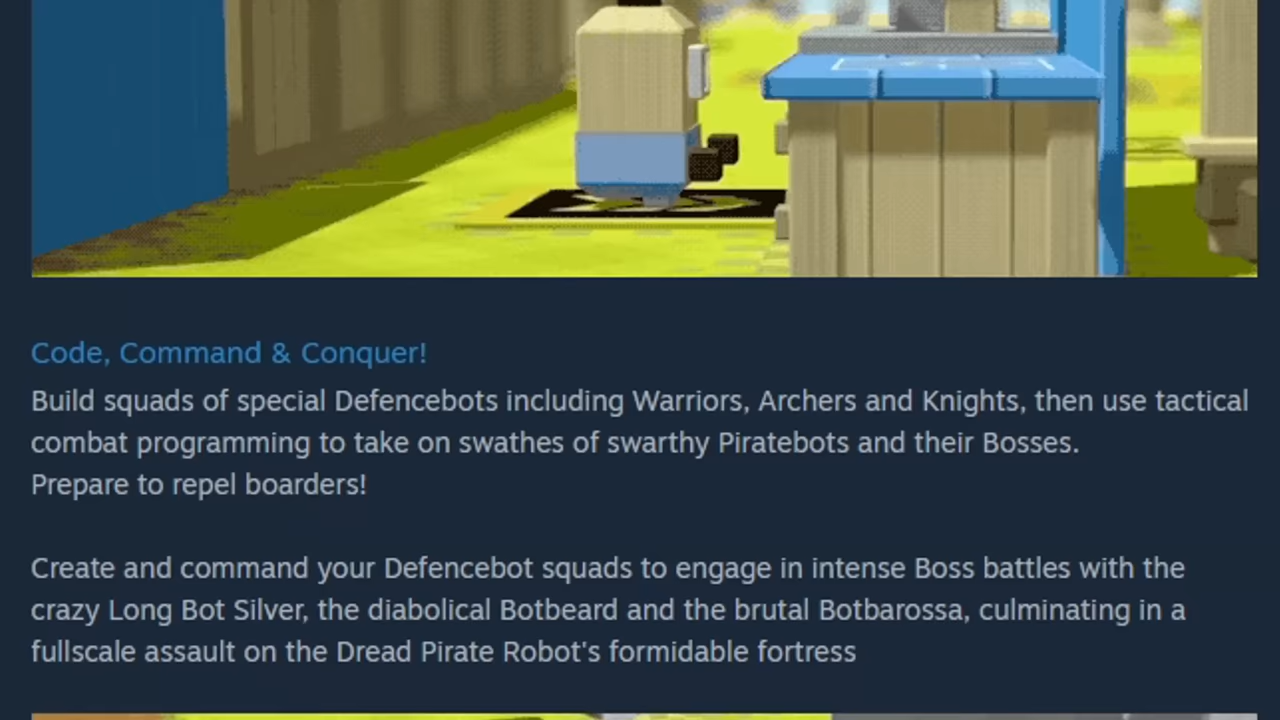 Code, Command & Conquer!
Build squads of special Defencebots including Warriors, Archers and Knights, then use tactical
combat programming to take on swathes of swarthy Piratebots and their Bosses.
Prepare to repel boarders!
Create and command your Defencebot squads to engage in intense Boss battles with the
crazy Long Bot Silver, the diabolical Botbeard and the brutal Botbarossa, culminating in a
fullscale assault on the Dread Pirate Robot's formidable fortress